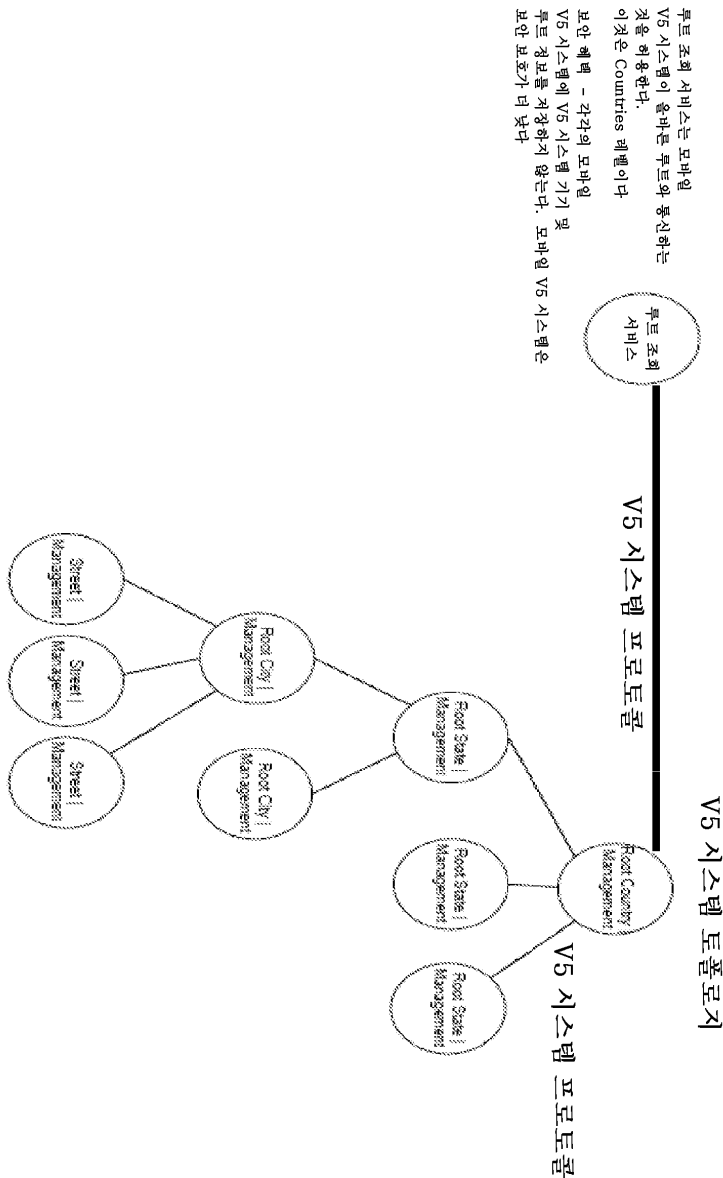 V5 시스템 토폴로지
루트 조회 서비스는 모바일
V5 시스템이 올바른 루트와 통신하는
것을 허용한다.
이것은 Countries 레벨이다
보안 혜택 - 각각의 모바일
V5 시스템에 V5 시스템 기기 및
루트 정보를 저장하지 않는다. 모바일 V5 시스템은
보안 보호가 더 낫다
루트 조회
서비스
V5 시스템 프로토콜
Root Country
Management
V5 시스템 프로토콜
Root State |
Management
Root State |
Management
Root State |
Management
Root City |
Management
Root City |
Management
Street |
Management
Street |
Management
Street |
Management